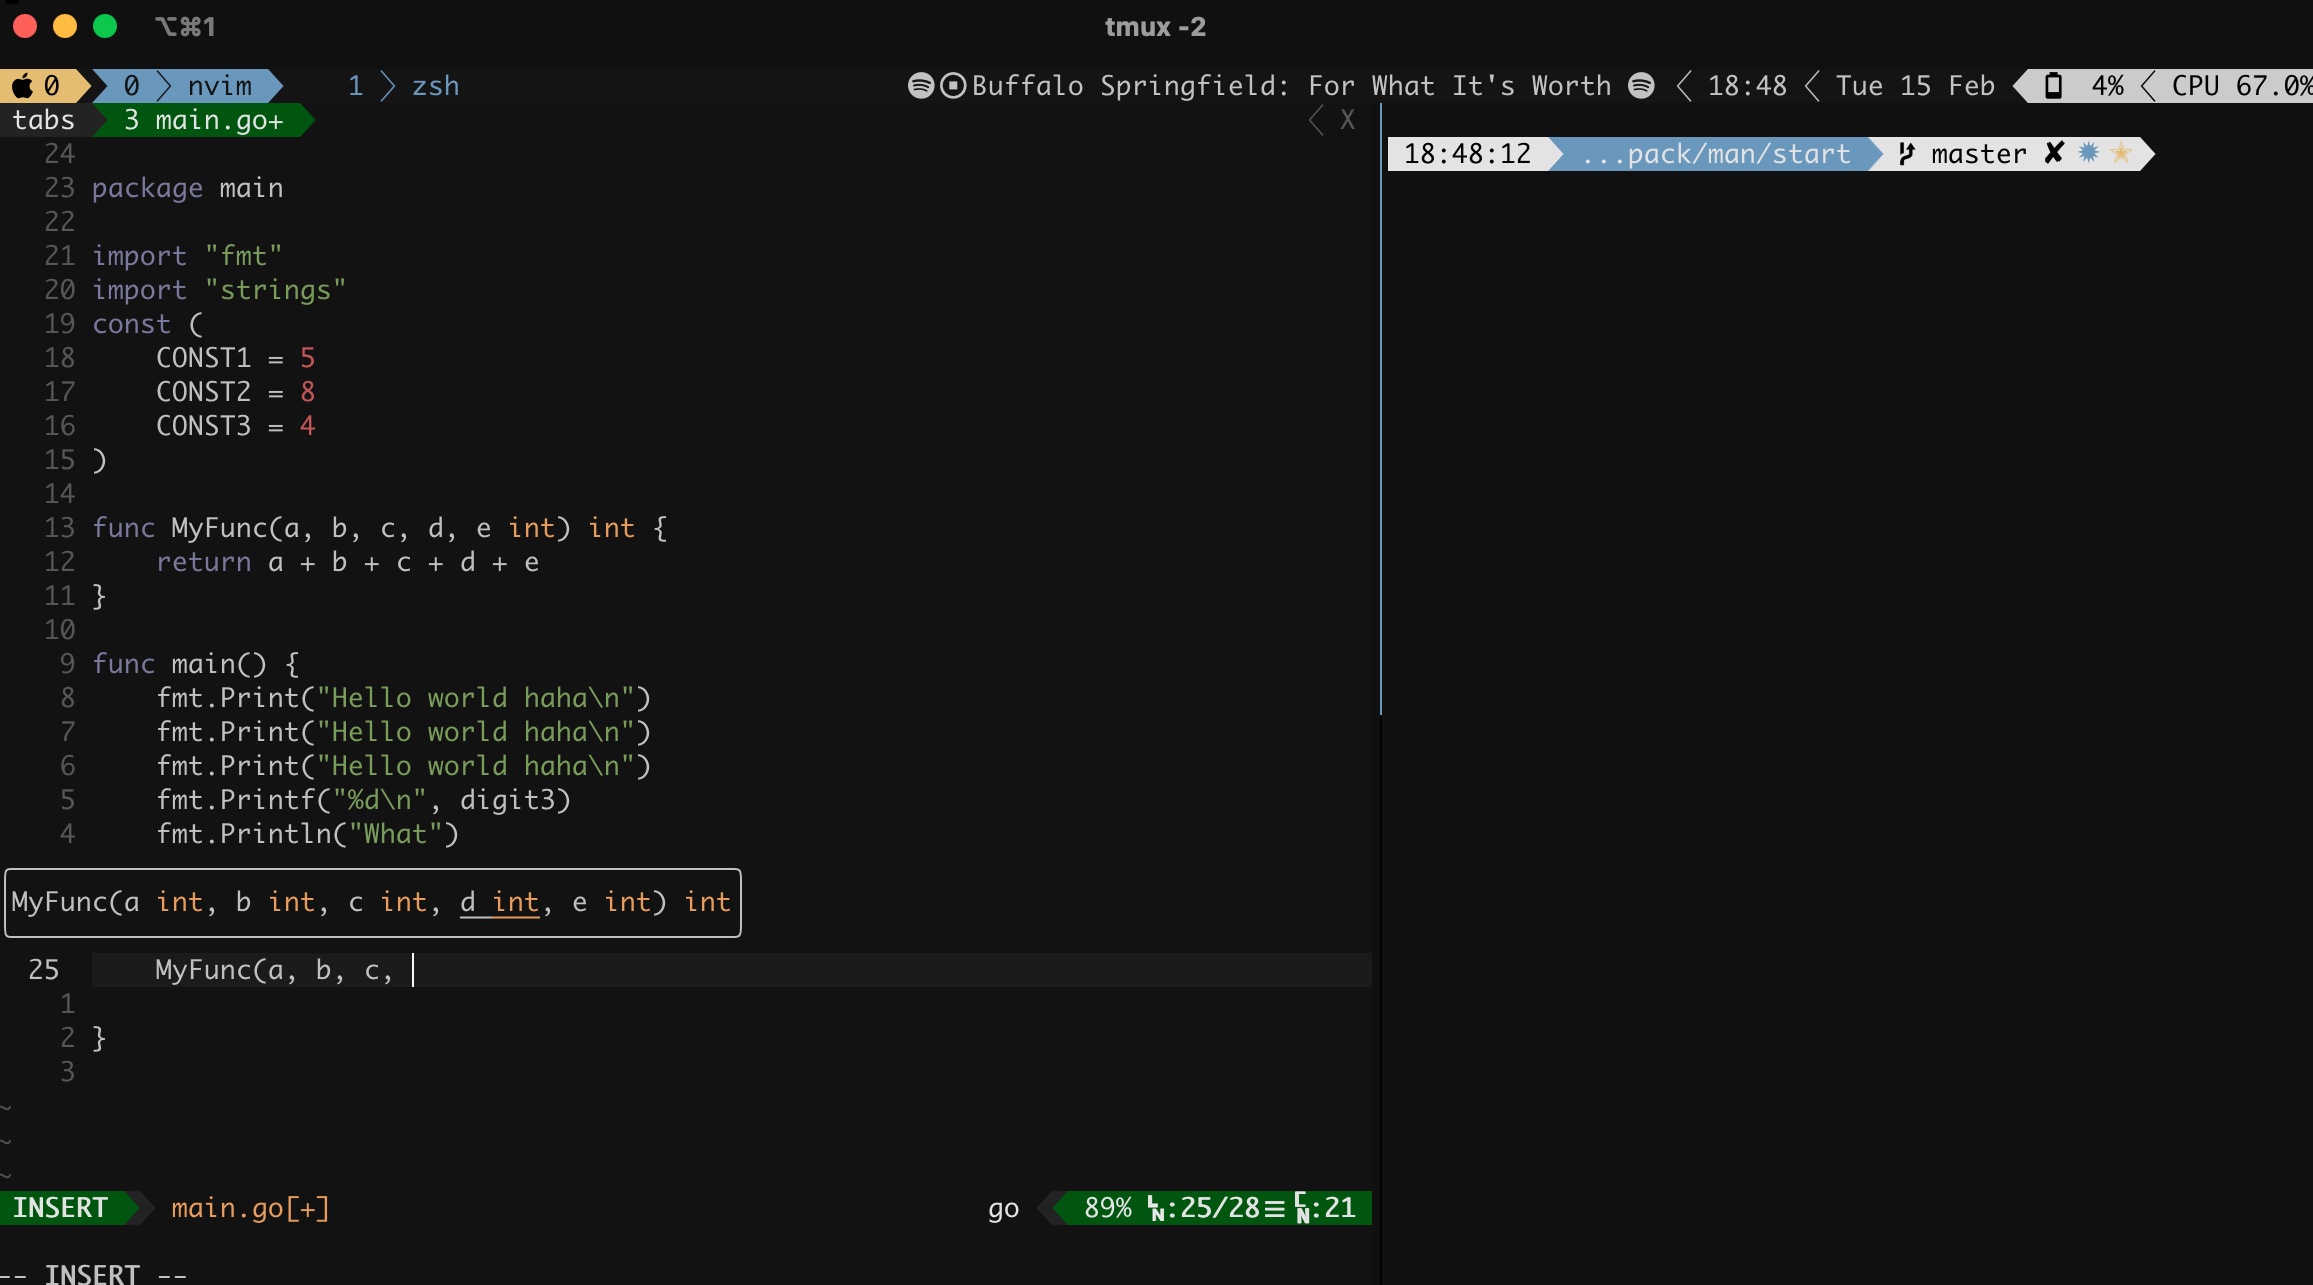 ⌥⌘1 tmux -2
0 0 nvim 1 zsh Buffalo Springfield: For What It's Worth 18:48 Tue 15 Feb 4% CPU 67.0%
tabs 3 main.go+ X
18:48:12 ...pack/man/start master ✘
24
23 package main
22
21 import "fmt"
20 import "strings"
19 const (
18     CONST1 = 5
17     CONST2 = 8
16     CONST3 = 4
15 )
14
13 func MyFunc(a, b, c, d, e int) int {
12     return a + b + c + d + e
11 }
10
9 func main() {
8     fmt.Print("Hello world haha\n")
7     fmt.Print("Hello world haha\n")
6     fmt.Print("Hello world haha\n")
5     fmt.Printf("%d\n", digit3)
4     fmt.Println("What")
MyFunc(a int, b int, c int, d int, e int) int
25     MyFunc(a, b, c,
1
2 }
3
~
~
~
INSERT main.go[+] go 89% LN:25/28≡ CN:21
-- INSERT --